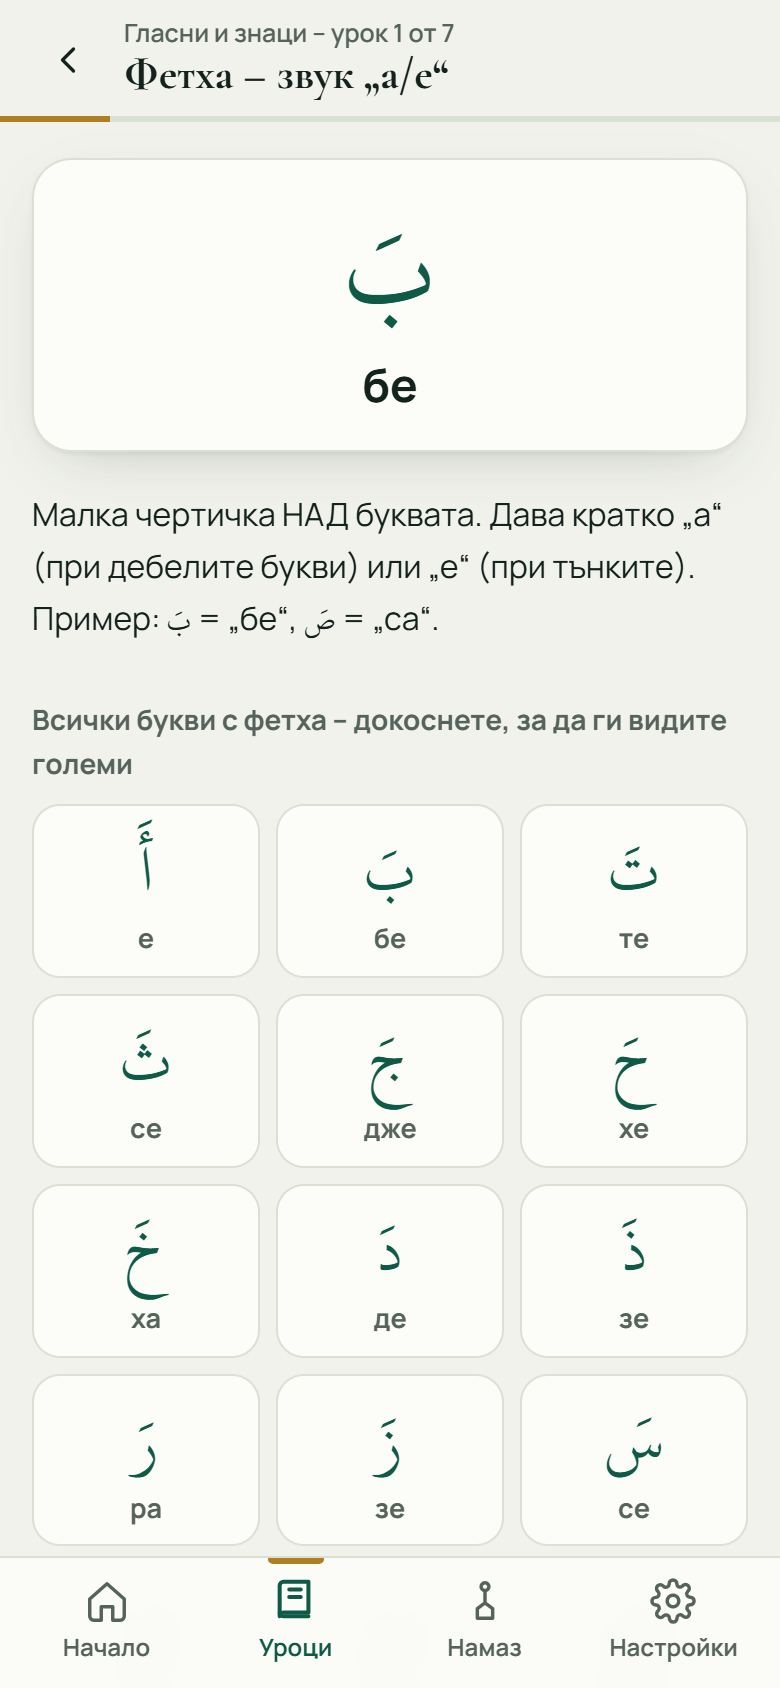 Гласни и знаци – урок 1 от 7
Фетха – звук „а/е“
بَ
бе
Малка чертичка НАД буквата. Дава кратко „а“
(при дебелите букви) или „е“ (при тънките).
Пример: بَ = „бе“, صَ = „са“.
Всички букви с фетха – докоснете, за да ги видите
големи
أَ بَ تَ
е бе те
ثَ جَ حَ
се дже хе
خَ دَ ذَ
ха де зе
رَ زَ سَ
ра зе се
Начало Уроци Намаз Настройки